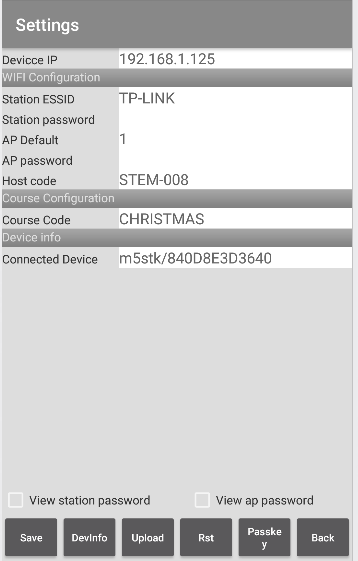 Settings
Devicce IP 192.168.1.125
WIFI Configuration
Station ESSID TP-LINK
Station password
AP Default 1
AP password
Host code STEM-008
Course Configuration
Course Code CHRISTMAS
Device info
Connected Device m5stk/840D8E3D3640
View station password View ap password
Save DevInfo Upload Rst Passke Back
y